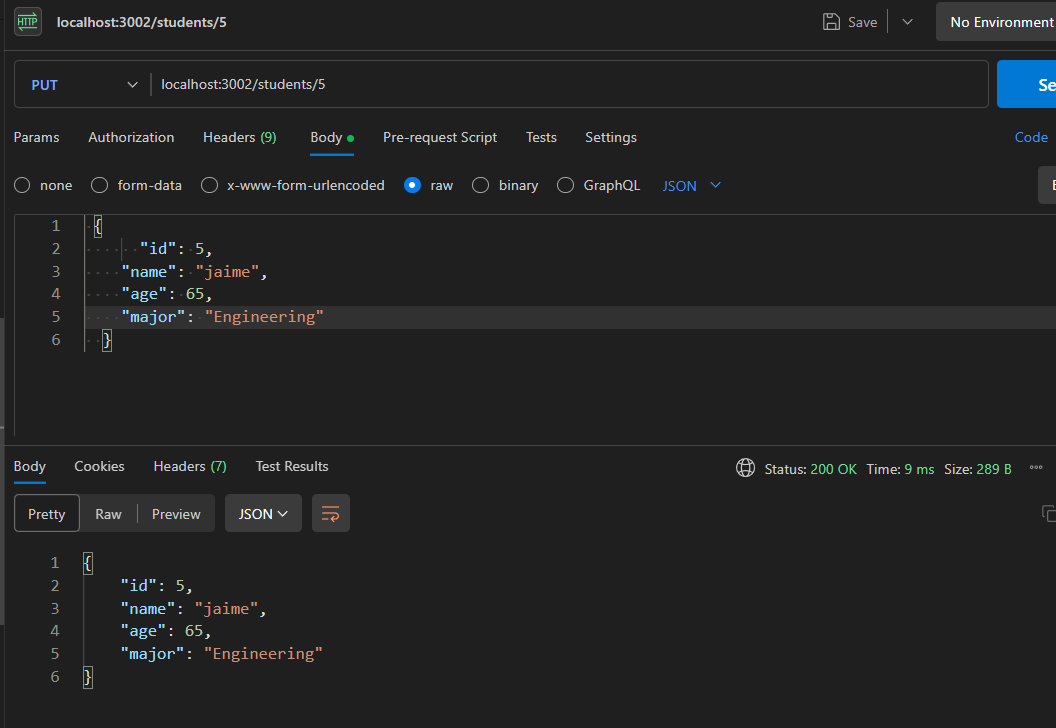 HTTP localhost:3002/students/5 Save No Environment
PUT localhost:3002/students/5 Se
Params Authorization Headers (9) Body Pre-request Script Tests Settings Code
none form-data x-www-form-urlencoded raw binary GraphQL JSON
1 {
2 "id": 5,
3 "name": "jaime",
4 "age": 65,
5 "major": "Engineering"
6 }
Body Cookies Headers (7) Test Results Status: 200 OK Time: 9 ms Size: 289 B
Pretty Raw Preview JSON
1 {
2 "id": 5,
3 "name": "jaime",
4 "age": 65,
5 "major": "Engineering"
6 }